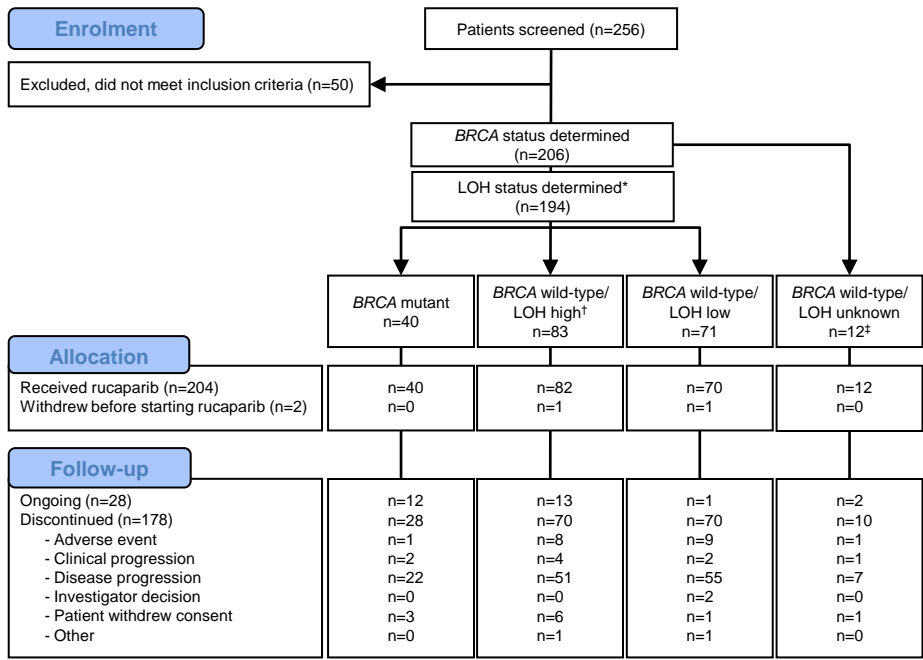 Enrolment
Patients screened (n=256)
Excluded, did not meet inclusion criteria (n=50)
BRCA status determined
(n=206)
LOH status determined*
(n=194)
BRCA mutant
n=40
BRCA wild-type/
LOH high†
n=83
BRCA wild-type/
LOH low
n=71
BRCA wild-type/
LOH unknown
n=12‡
Allocation
Received rucaparib (n=204) n=40 n=82 n=70 n=12
Withdrew before starting rucaparib (n=2) n=0 n=1 n=1 n=0
Follow-up
Ongoing (n=28) n=12 n=13 n=1 n=2
Discontinued (n=178) n=28 n=70 n=70 n=10
- Adverse event n=1 n=8 n=9 n=1
- Clinical progression n=2 n=4 n=2 n=1
- Disease progression n=22 n=51 n=55 n=7
- Investigator decision n=0 n=0 n=2 n=0
- Patient withdrew consent n=3 n=6 n=1 n=1
- Other n=0 n=1 n=1 n=0